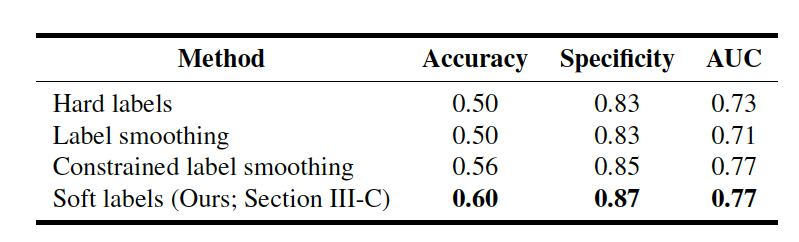 Method Accuracy Specificity AUC
Hard labels 0.50 0.83 0.73
Label smoothing 0.50 0.83 0.71
Constrained label smoothing 0.56 0.85 0.77
Soft labels (Ours; Section III-C) 0.60 0.87 0.77